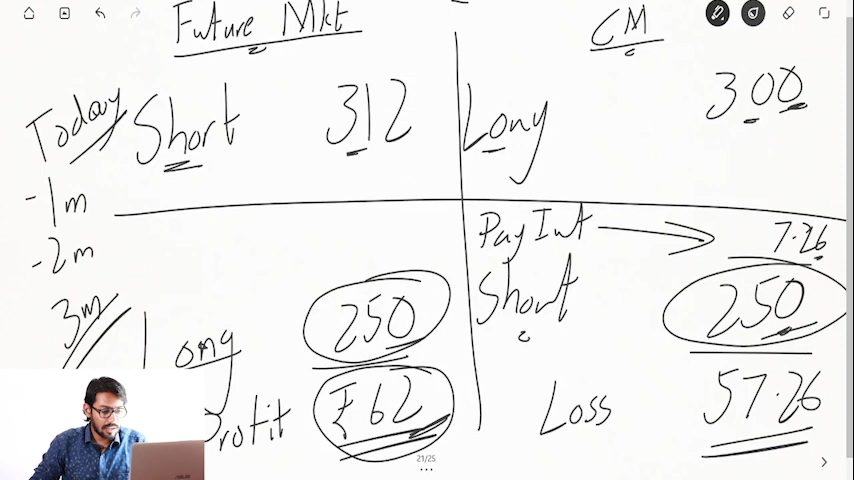 Future Mkt
CM
Today Short 312 Long 300
-1m
-2m
3m
Pay Int 7.26
Long 250 Short 250
Profit ₹62 Loss 57.26
21/25